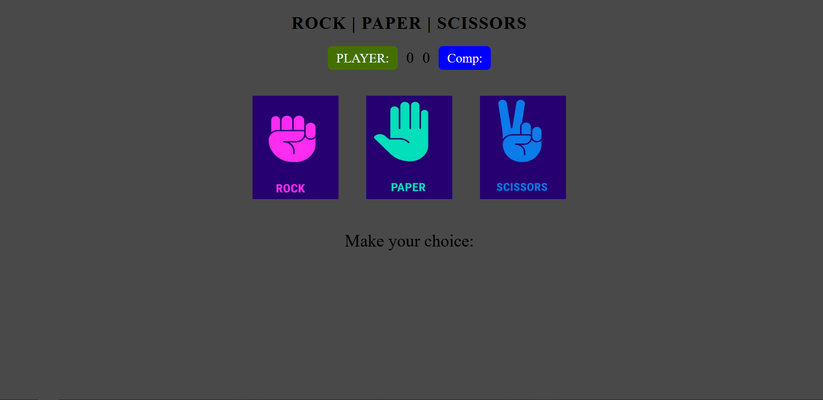 ROCK | PAPER | SCISSORS
PLAYER: 0 0 Comp:
ROCK PAPER SCISSORS
Make your choice: